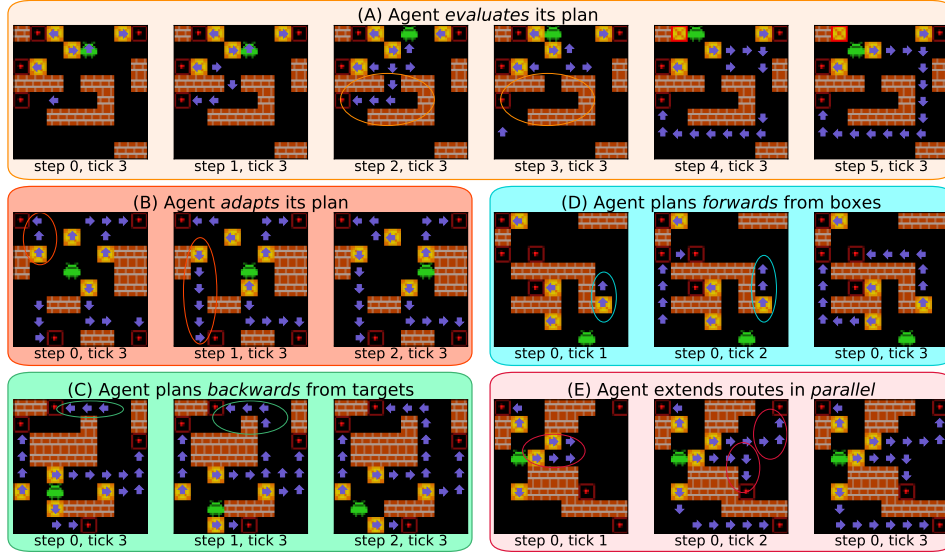 (A) Agent evaluates its plan
step 0, tick 3
step 1, tick 3
step 2, tick 3
step 3, tick 3
step 4, tick 3
step 5, tick 3
(B) Agent adapts its plan
step 0, tick 3
step 1, tick 3
step 2, tick 3
(D) Agent plans forwards from boxes
step 0, tick 1
step 0, tick 2
step 0, tick 3
(C) Agent plans backwards from targets
step 0, tick 3
step 1, tick 3
step 2, tick 3
(E) Agent extends routes in parallel
step 0, tick 1
step 0, tick 2
step 0, tick 3